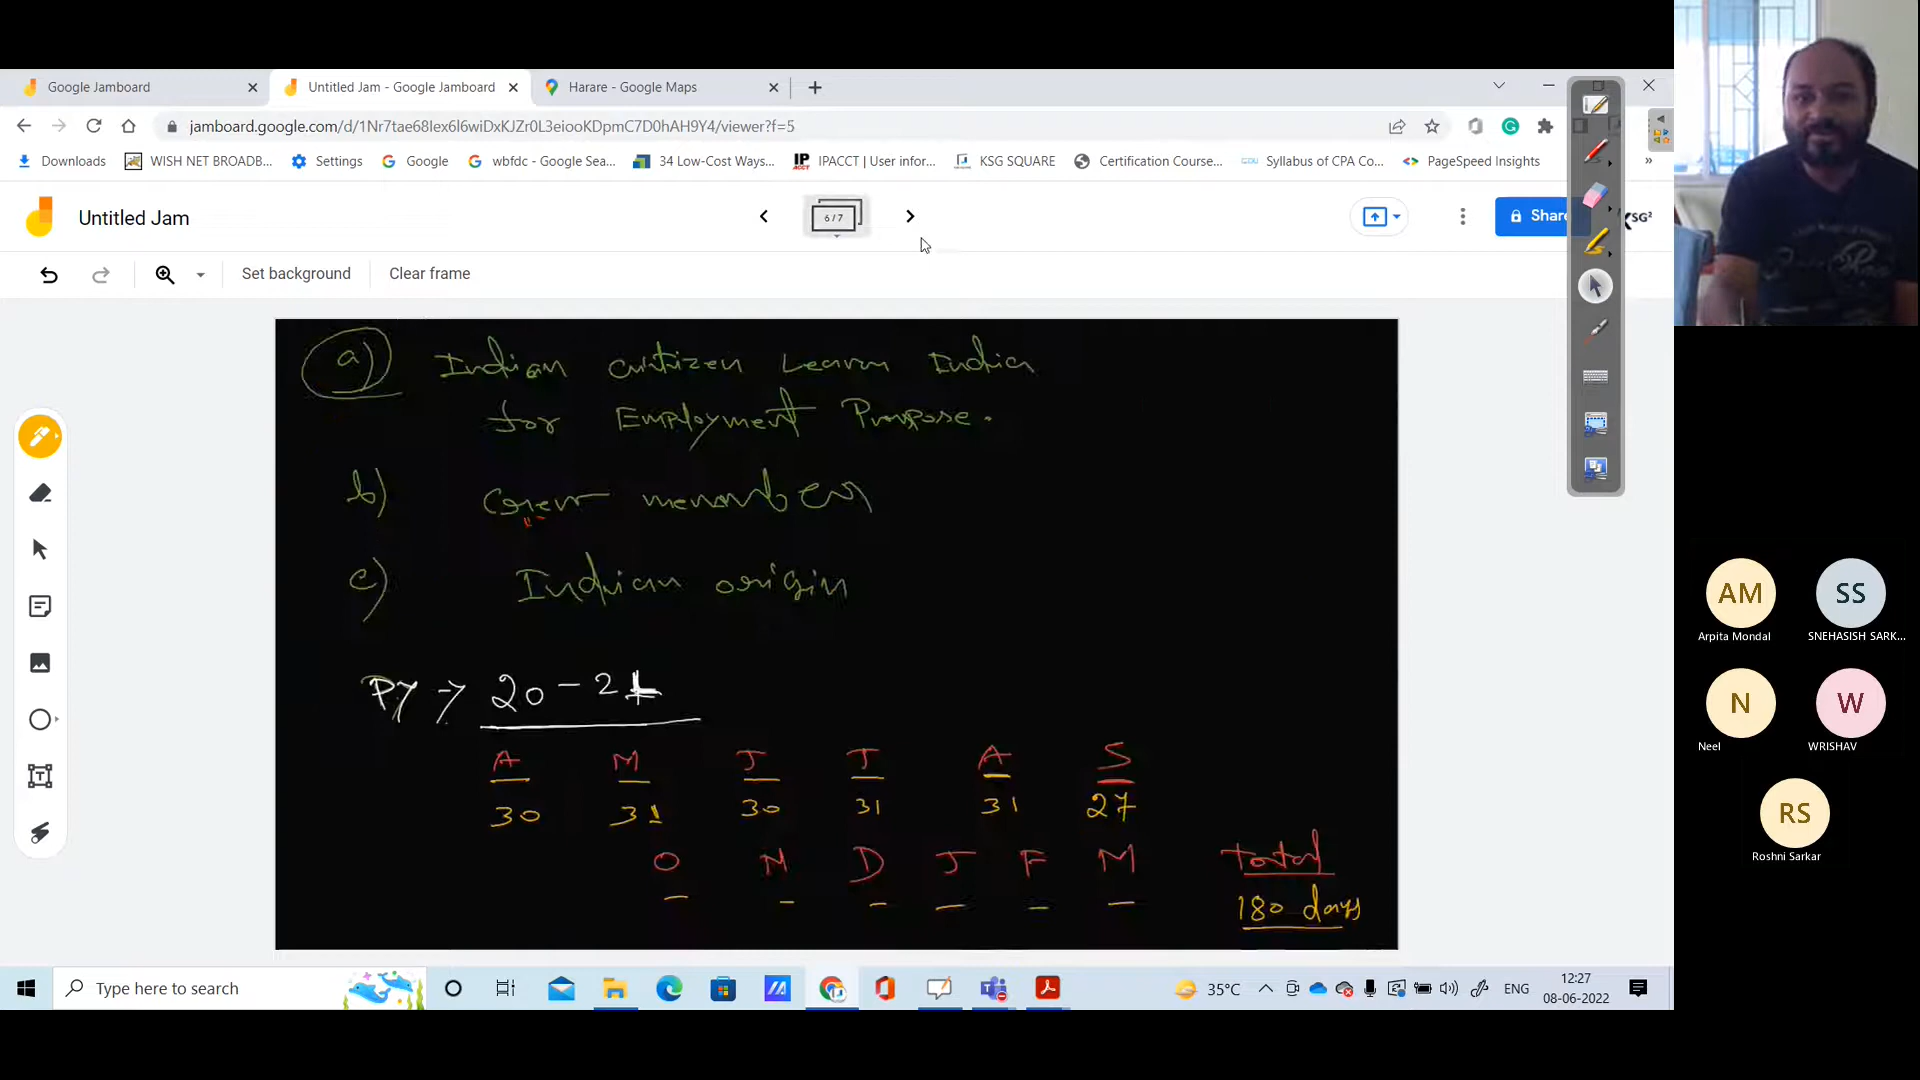 Google Jamboard
Untitled Jam - Google Jamboard
Harare - Google Maps
jamboard.google.com/d/1Nr7tae68Iex6l6wiDxKJZr0L3eiooKDpmC7D0hAH9Y4/viewer?f=5
Downloads
WISH NET BROADB...
Settings
Google
wbfdc - Google Sea...
34 Low-Cost Ways...
IPACCT | User infor...
KSG SQUARE
Certification Course...
Syllabus of CPA Co...
PageSpeed Insights
»
Untitled Jam
6/7
Share
KSG²
Set background
Clear frame
a) Indian citizen Leavn India
for Employment Purpose.
b) Crew members
c) Indian origin
PY → 20 - 21
A M J J A S
30 31 30 31 31 27
O N D J F M Total
– – – – – – 180 days
AM
Arpita Mondal
SS
SNEHASISH SARK...
N
Neel
W
WRISHAV
RS
Roshni Sarkar
Type here to search
35°C
ENG
12:27
08-06-2022